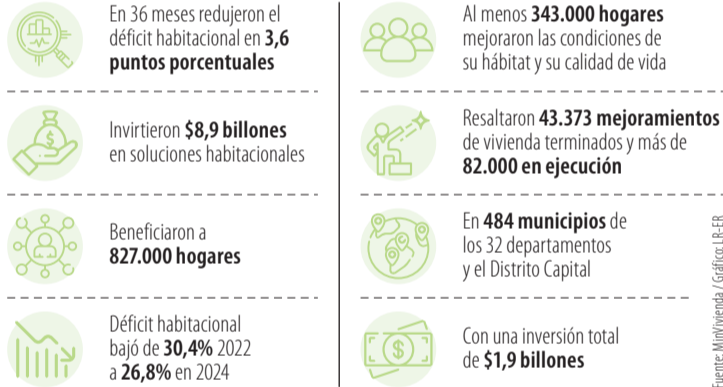 En 36 meses redujeron el
déficit habitacional en 3,6
puntos porcentuales
Invirtieron $8,9 billones
en soluciones habitacionales
Beneficiaron a
827.000 hogares
Déficit habitacional
bajó de 30,4% 2022
a 26,8% en 2024
Al menos 343.000 hogares
mejoraron las condiciones de
su hábitat y su calidad de vida
Resaltaron 43.373 mejoramientos
de vivienda terminados y más de
82.000 en ejecución
En 484 municipios de
los 32 departamentos
y el Distrito Capital
Con una inversión total
de $1,9 billones
Fuente: MinVivienda / Gráfico: LR-ER